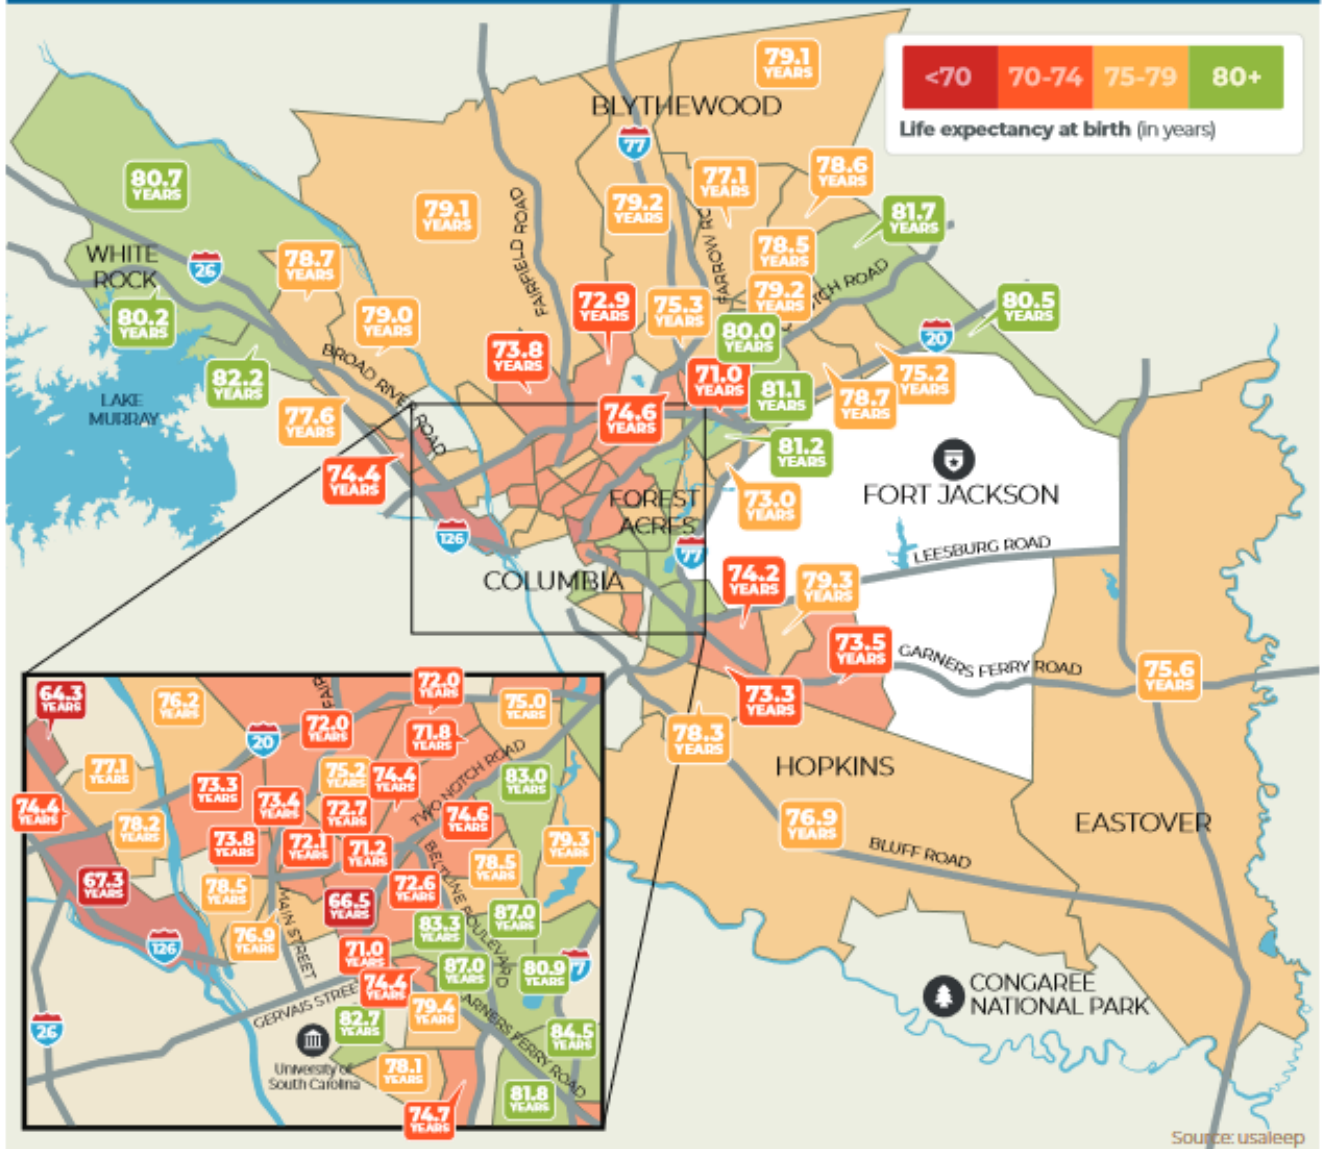 79.1
YEARS
<70
70-74
75-79
80+
Life expectancy at birth (in years)
BLYTHEWOOD
77
80.7
YEARS
79.1
YEARS
FAIRFIELD ROAD
79.2
YEARS
77.1
YEARS
78.6
YEARS
81.7
YEARS
WHITE
ROCK
26
78.7
YEARS
78.5
YEARS
79.2
YEARS
80.2
YEARS
79.0
YEARS
72.9
YEARS
75.3
YEARS
80.0
YEARS
80.5
YEARS
20
73.8
YEARS
82.2
YEARS
BROAD RIVER ROAD
71.0
YEARS
81.1
YEARS
75.2
YEARS
78.7
YEARS
LAKE
MURRAY
77.6
YEARS
74.6
YEARS
81.2
YEARS
74.4
YEARS
FOREST
ACRES
73.0
YEARS
FORT JACKSON
126
77
LEESBURG ROAD
COLUMBIA
74.2
YEARS
79.3
YEARS
73.5
YEARS
GARNERS FERRY ROAD
75.6
YEARS
73.3
YEARS
78.3
YEARS
HOPKINS
76.9
YEARS
BLUFF ROAD
EASTOVER
CONGAREE
NATIONAL PARK
64.3
YEARS
76.2
YEARS
FAIR
72.0
YEARS
75.0
YEARS
20
72.0
YEARS
71.8
YEARS
TWO NOTCH ROAD
77.1
YEARS
75.2
YEARS
74.4
YEARS
83.0
YEARS
73.3
YEARS
73.4
YEARS
72.7
YEARS
74.6
YEARS
74.4
YEARS
78.2
YEARS
73.8
YEARS
72.1
YEARS
71.2
YEARS
79.3
YEARS
BELTLINE BOULEVARD
78.5
YEARS
67.3
YEARS
78.5
YEARS
66.5
YEARS
72.6
YEARS
MAIN STREET
83.3
YEARS
87.0
YEARS
126
76.9
YEARS
71.0
YEARS
87.0
YEARS
80.9
YEARS
74.4
YEARS
GERVAIS STREE
79.4
YEARS
ARNERS FERRY ROAD
82.7
YEARS
84.5
YEARS
26
University of
South Carolina
78.1
YEARS
81.8
YEARS
74.7
YEARS
Source: usaleep